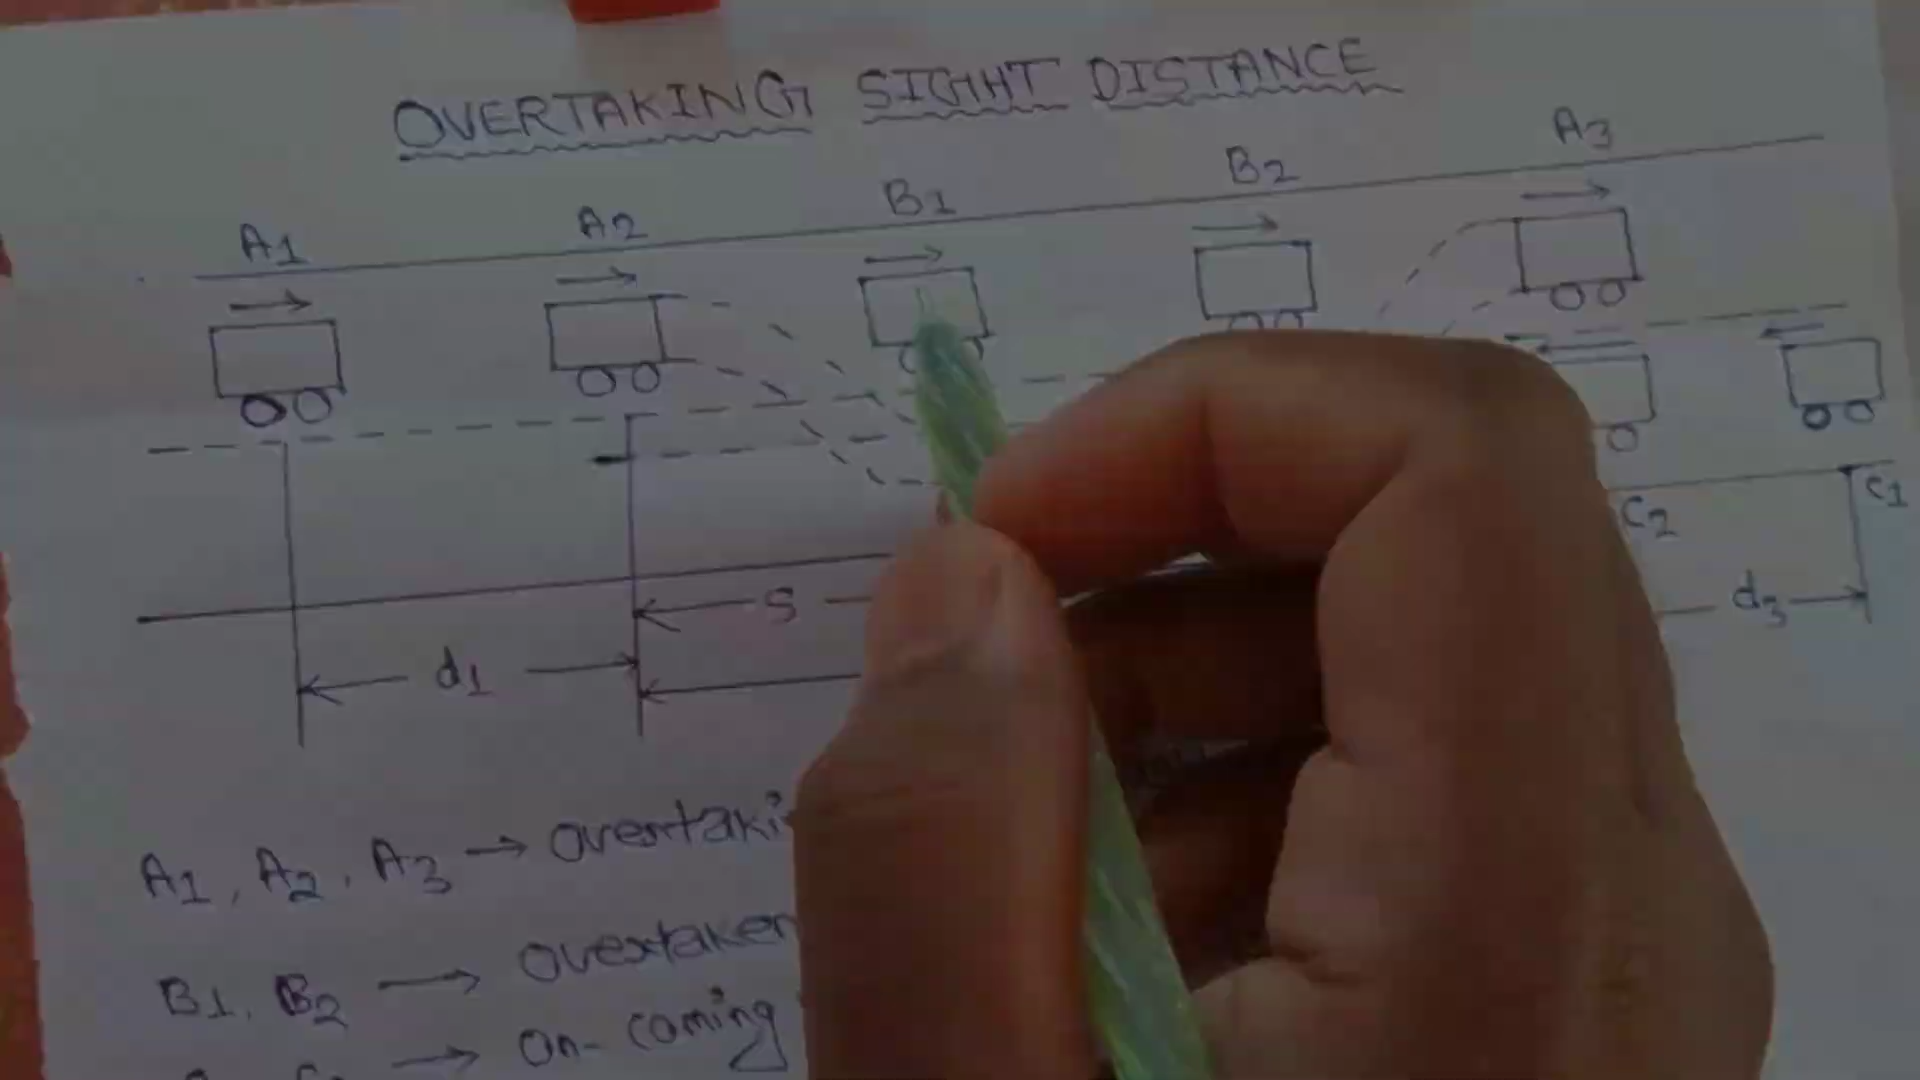 OVERTAKING SIGHT DISTANCE
A1 A2 B1 B2 A3
C2 C1
S
d1 d3
A1, A2, A3 → overtaki
B1, B2 → overtaken
→ on-coming